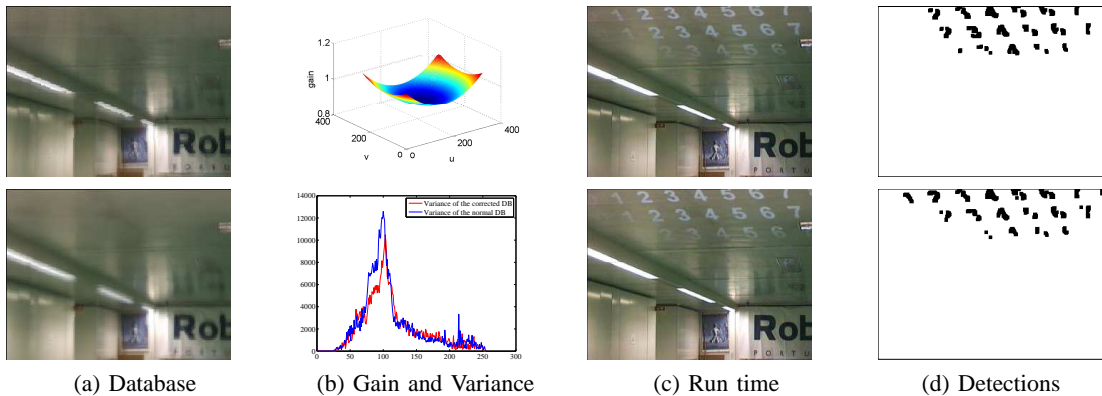 Rob
1.2
1
0.8
gain
400
200
0
v
0
200
400
u
1 2 3 4 5 6 7
1 2 3 4 5 6
Rob
PORTU
Rob
14000
12000
10000
8000
6000
4000
2000
0
0 50 100 150 200 250 300
Variance of the corrected DB
Variance of the normal DB
1 2 3 4 5 6 7
1 2 3 4 5 6
Rob
PORTU
(a) Database
(b) Gain and Variance
(c) Run time
(d) Detections